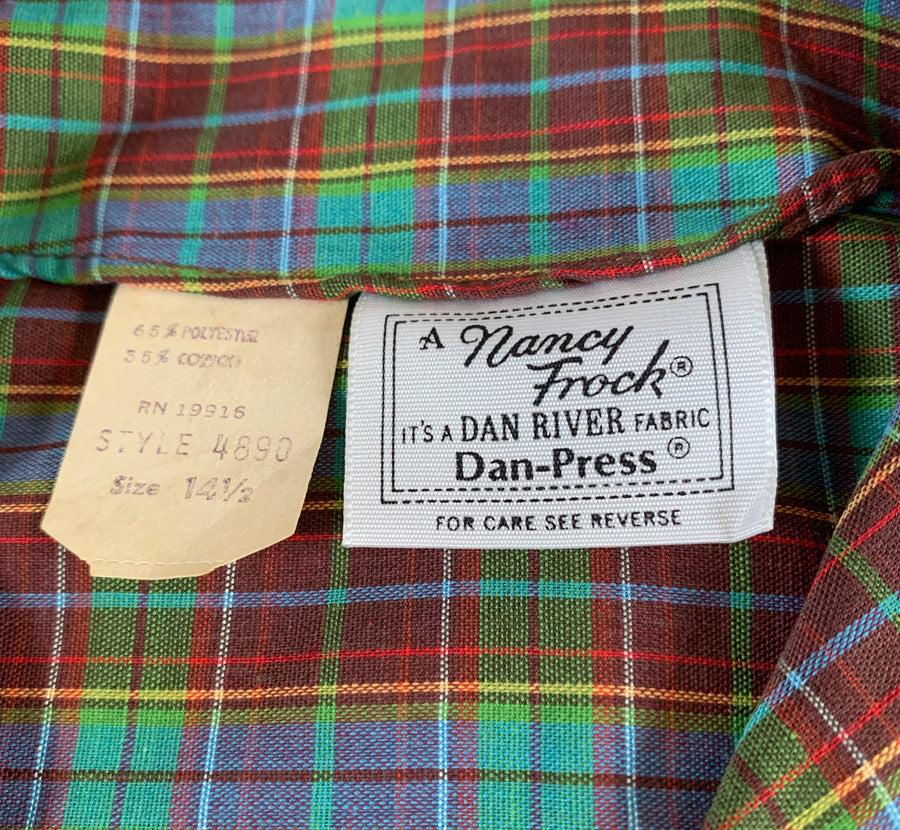 65% POLYESTER
35% COTTON
RN 19916
STYLE 4890
Size 14½
A Nancy
Frock®
IT'S A DAN RIVER FABRIC
Dan-Press®
FOR CARE SEE REVERSE